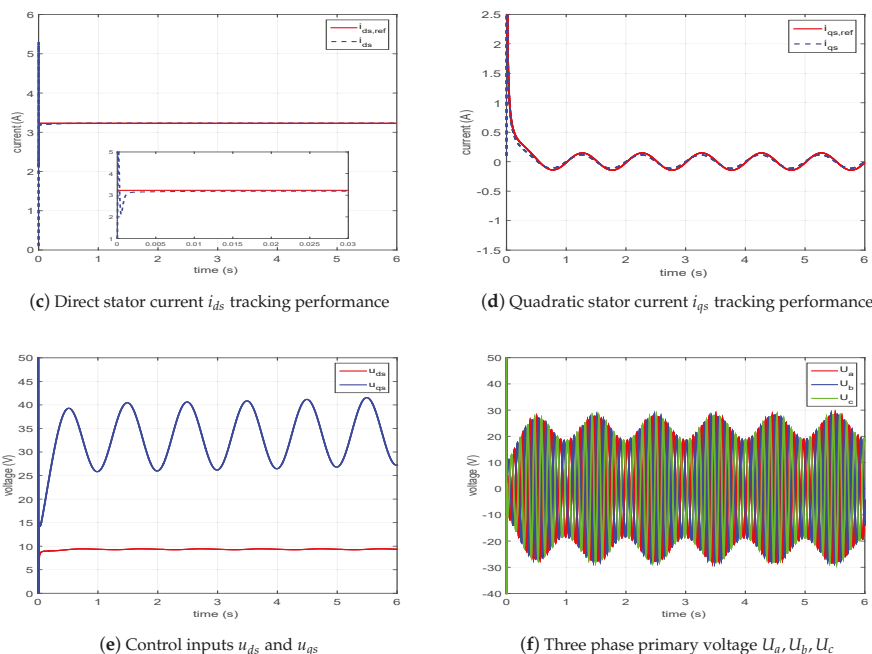 6
5
4
3
2
1
0
current (A)
i_ds,ref
i_ds
5
4
3
2
1
0
0.005
0.01
0.015
0.02
0.025
0.03
0 1 2 3 4 5 6
time (s)
(c) Direct stator current i_ds tracking performance
2.5
2
1.5
1
0.5
0
-0.5
-1
-1.5
current (A)
i_qs,ref
i_qs
0 1 2 3 4 5 6
time (s)
(d) Quadratic stator current i_qs tracking performance
50
45
40
35
30
25
20
15
10
5
0
voltage (V)
u_ds
u_qs
0 1 2 3 4 5 6
time (s)
(e) Control inputs u_ds and u_qs
50
40
30
20
10
0
-10
-20
-30
-40
voltage (V)
U_a
U_b
U_c
0 1 2 3 4 5 6
time (s)
(f) Three phase primary voltage U_a, U_b, U_c